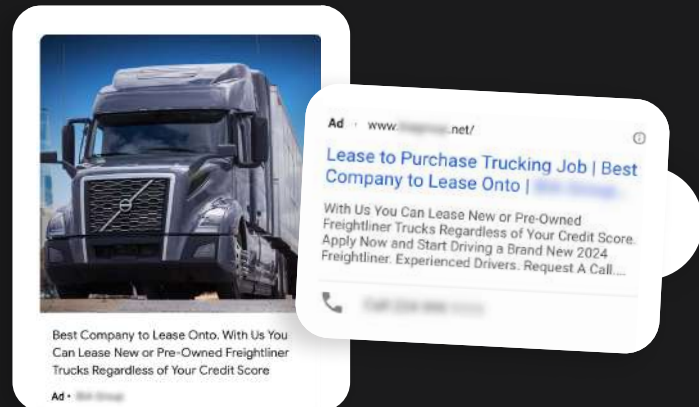 Best Company to Lease Onto. With Us You
Can Lease New or Pre-Owned Freightliner
Trucks Regardless of Your Credit Score
Ad •
Ad · www. .net/
Lease to Purchase Trucking Job | Best
Company to Lease Onto |
With Us You Can Lease New or Pre-Owned
Freightliner Trucks Regardless of Your Credit Score.
Apply Now and Start Driving a Brand New 2024
Freightliner. Experienced Drivers. Request A Call....